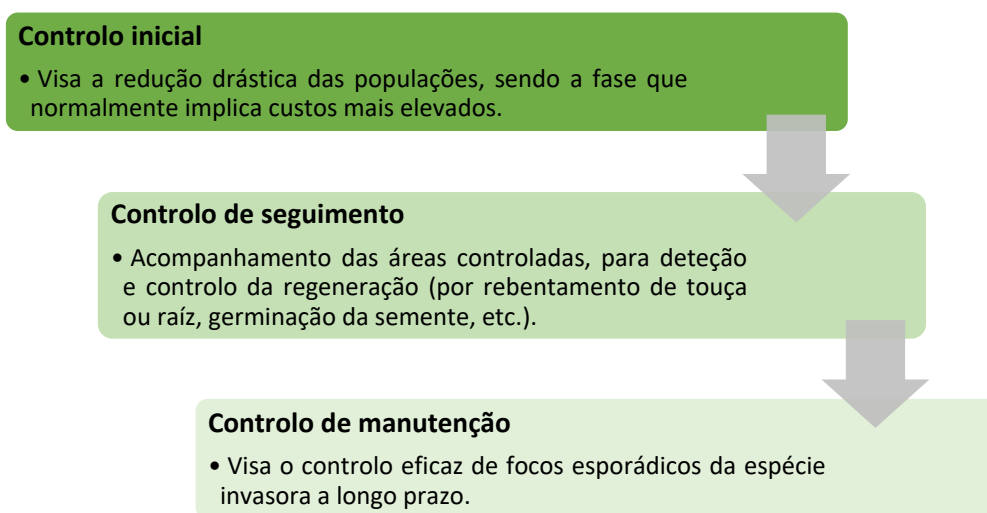 Controlo inicial
• Visa a redução drástica das populações, sendo a fase que
normalmente implica custos mais elevados.
Controlo de seguimento
• Acompanhamento das áreas controladas, para deteção
e controlo da regeneração (por rebentamento de touça
ou raíz, germinação da semente, etc.).
Controlo de manutenção
• Visa o controlo eficaz de focos esporádicos da espécie
invasora a longo prazo.